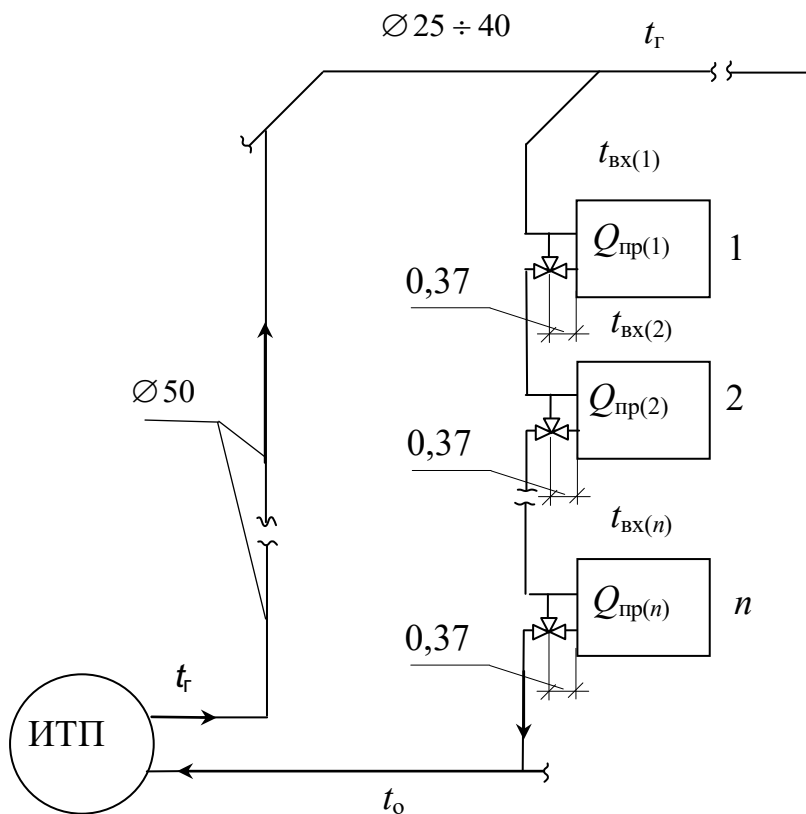 ∅ 25 ÷ 40
tг
tвх(1)
Qпр(1)
1
0,37
tвх(2)
∅ 50
Qпр(2)
2
0,37
tвх(n)
Qпр(n)
n
0,37
tг
ИТП
tо